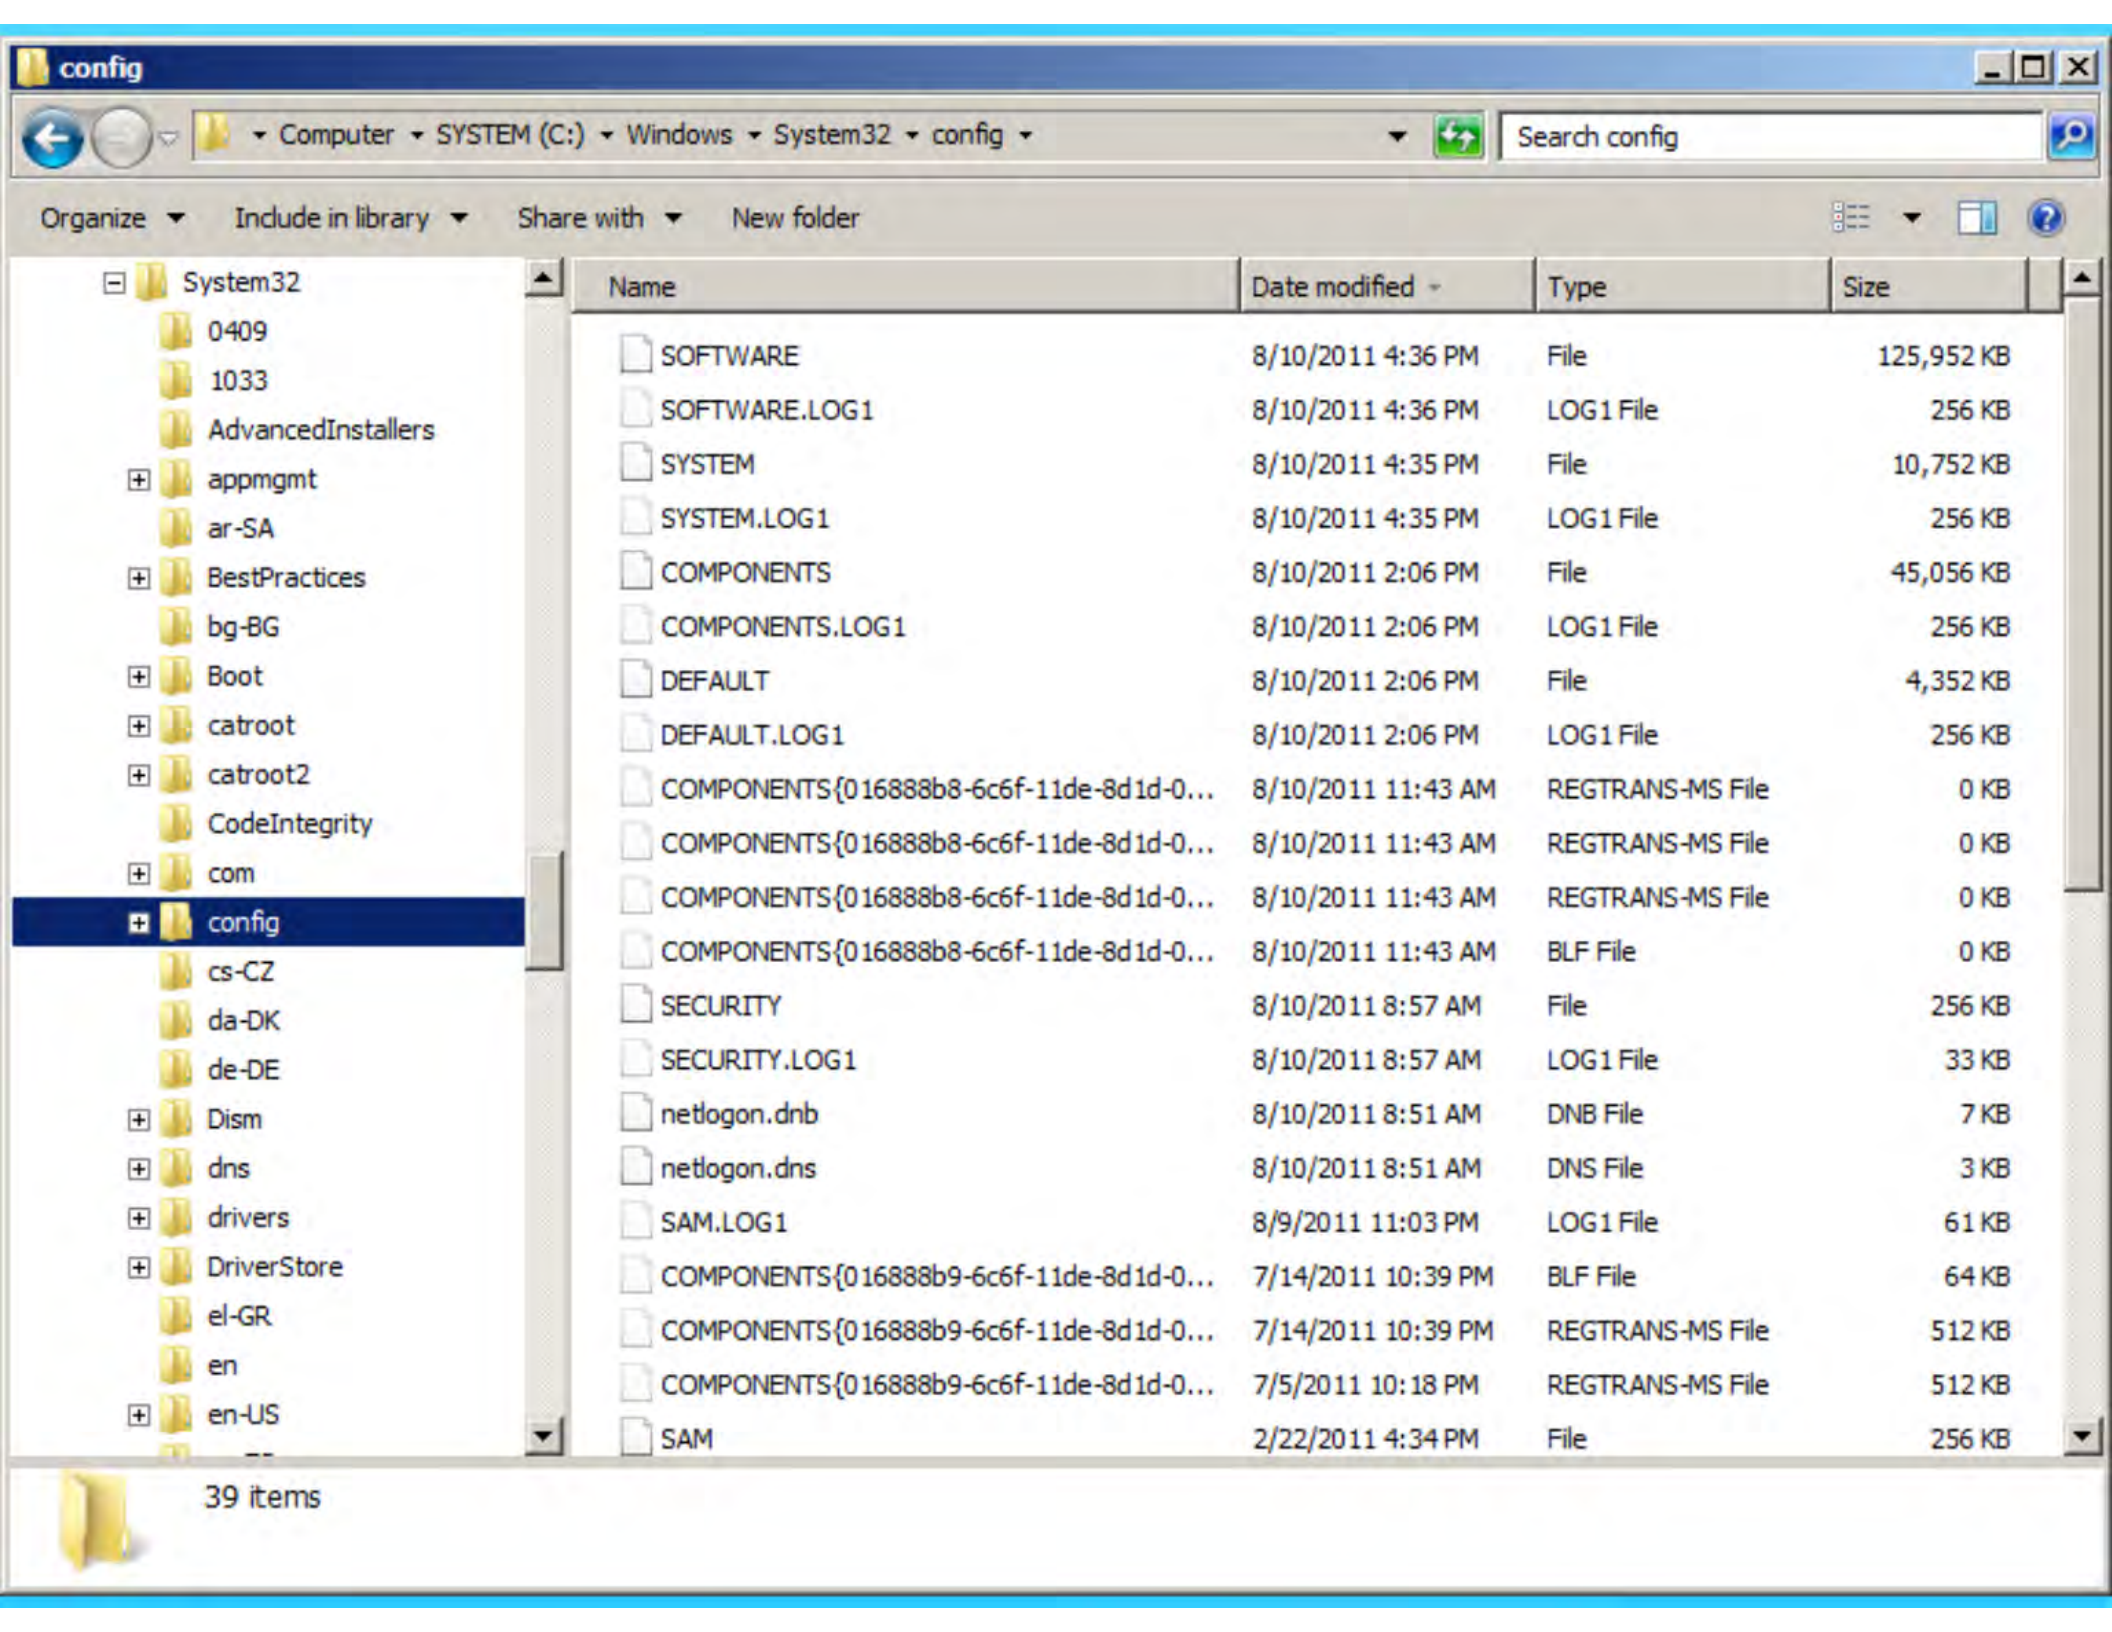 config
Computer SYSTEM (C:) Windows System32 config
Search config
Organize Include in library Share with New folder
System32
0409
1033
AdvancedInstallers
appmgmt
ar-SA
BestPractices
bg-BG
Boot
catroot
catroot2
CodeIntegrity
com
config
cs-CZ
da-DK
de-DE
Dism
dns
drivers
DriverStore
el-GR
en
en-US
Name Date modified Type Size
SOFTWARE 8/10/2011 4:36 PM File 125,952 KB
SOFTWARE.LOG1 8/10/2011 4:36 PM LOG1 File 256 KB
SYSTEM 8/10/2011 4:35 PM File 10,752 KB
SYSTEM.LOG1 8/10/2011 4:35 PM LOG1 File 256 KB
COMPONENTS 8/10/2011 2:06 PM File 45,056 KB
COMPONENTS.LOG1 8/10/2011 2:06 PM LOG1 File 256 KB
DEFAULT 8/10/2011 2:06 PM File 4,352 KB
DEFAULT.LOG1 8/10/2011 2:06 PM LOG1 File 256 KB
COMPONENTS{016888b8-6c6f-11de-8d1d-0... 8/10/2011 11:43 AM REGTRANS-MS File 0 KB
COMPONENTS{016888b8-6c6f-11de-8d1d-0... 8/10/2011 11:43 AM REGTRANS-MS File 0 KB
COMPONENTS{016888b8-6c6f-11de-8d1d-0... 8/10/2011 11:43 AM REGTRANS-MS File 0 KB
COMPONENTS{016888b8-6c6f-11de-8d1d-0... 8/10/2011 11:43 AM BLF File 0 KB
SECURITY 8/10/2011 8:57 AM File 256 KB
SECURITY.LOG1 8/10/2011 8:57 AM LOG1 File 33 KB
netlogon.dnb 8/10/2011 8:51 AM DNB File 7 KB
netlogon.dns 8/10/2011 8:51 AM DNS File 3 KB
SAM.LOG1 8/9/2011 11:03 PM LOG1 File 61 KB
COMPONENTS{016888b9-6c6f-11de-8d1d-0... 7/14/2011 10:39 PM BLF File 64 KB
COMPONENTS{016888b9-6c6f-11de-8d1d-0... 7/14/2011 10:39 PM REGTRANS-MS File 512 KB
COMPONENTS{016888b9-6c6f-11de-8d1d-0... 7/5/2011 10:18 PM REGTRANS-MS File 512 KB
SAM 2/22/2011 4:34 PM File 256 KB
39 items